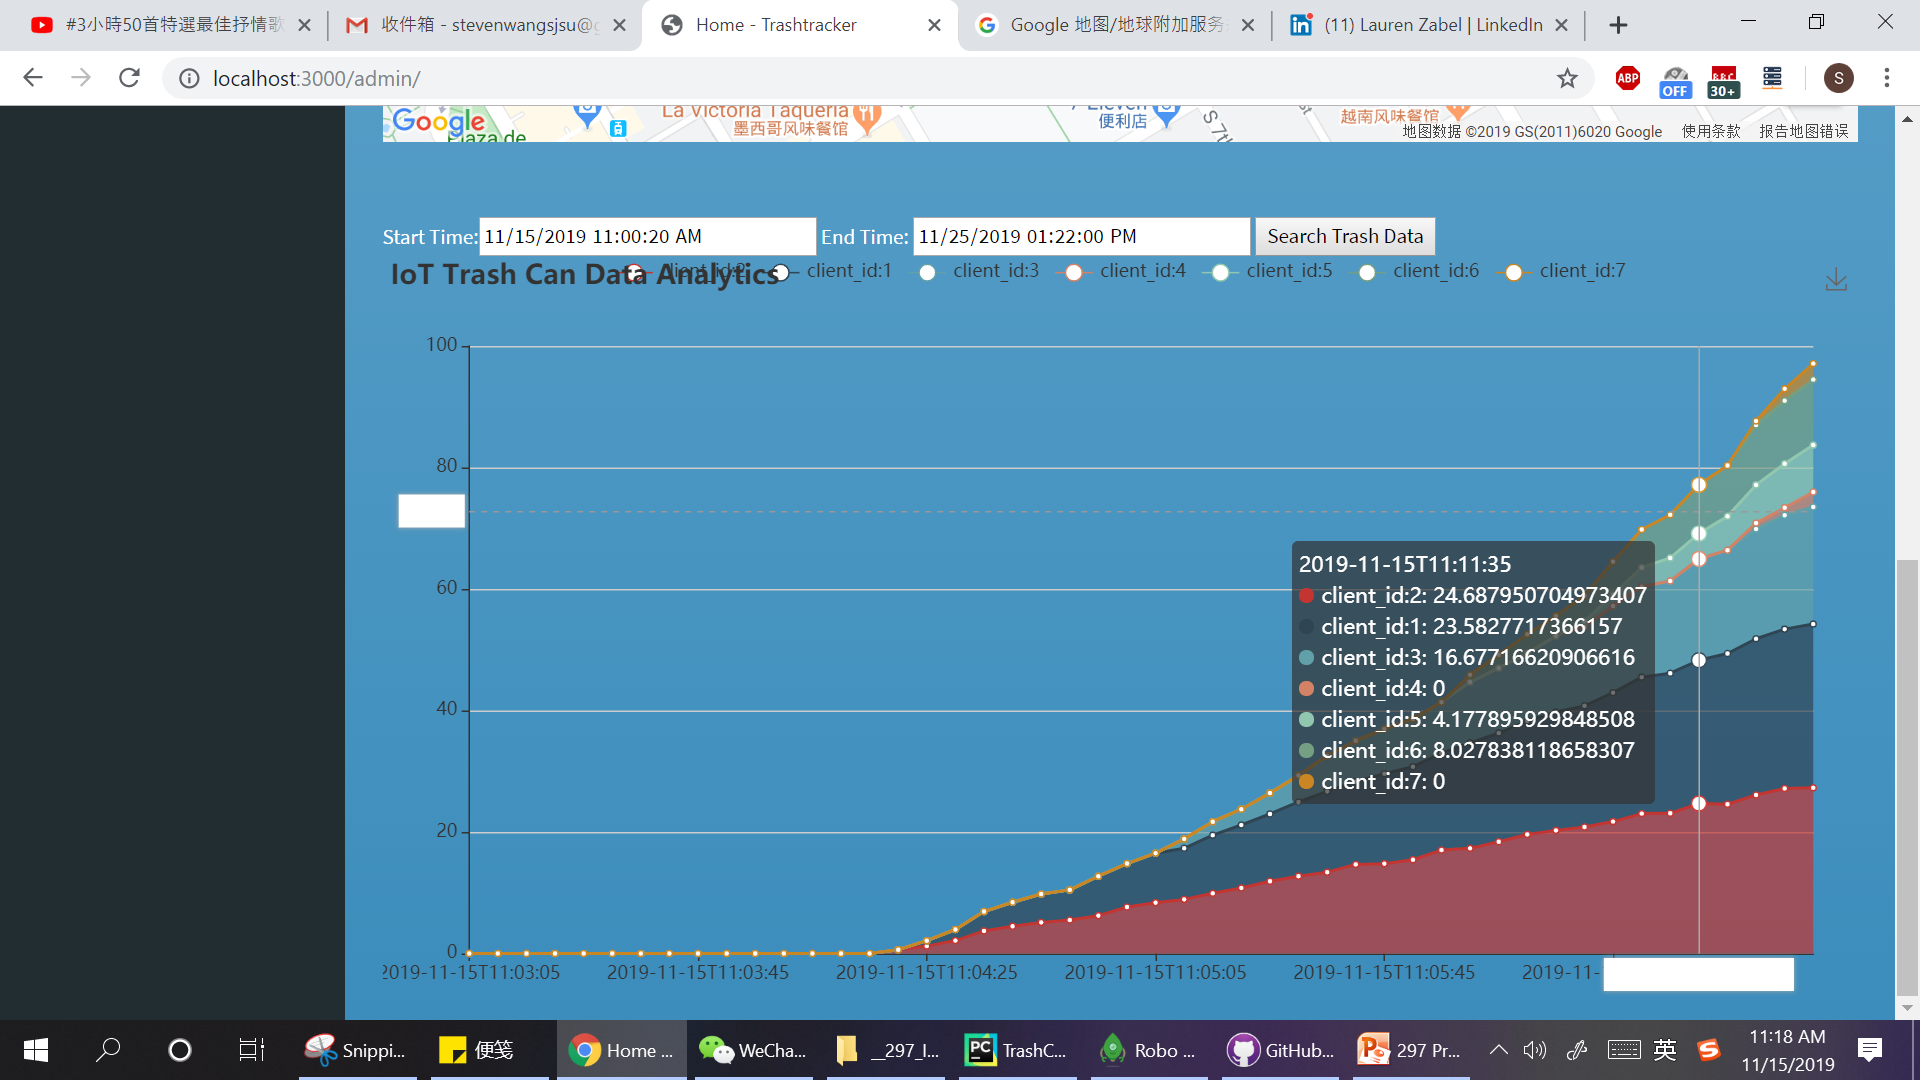 #3小時50首特選最佳抒情歌
收件箱 - stevenwangsjsu@g
Home - Trashtracker
Google 地图/地球附加服务
(11) Lauren Zabel | LinkedIn
localhost:3000/admin/
ABP
OFF
30+
S
Google
Plaza de
La Victoria Taqueria
墨西哥风味餐馆
7-Eleven
便利店
S 7th
st
越南风味餐馆
地图数据 ©2019 GS(2011)6020 Google
使用条款
报告地图错误
Start Time: 11/15/2019 11:00:20 AM End Time: 11/25/2019 01:22:00 PM Search Trash Data
IoT Trash Can Data Analytics
client_id:2
client_id:1
client_id:3
client_id:4
client_id:5
client_id:6
client_id:7
100
80
60
40
20
0
2019-11-15T11:11:35
client_id:2: 24.687950704973407
client_id:1: 23.5827717366157
client_id:3: 16.67716620906616
client_id:4: 0
client_id:5: 4.177895929848508
client_id:6: 8.027838118658307
client_id:7: 0
2019-11-15T11:03:05
2019-11-15T11:03:45
2019-11-15T11:04:25
2019-11-15T11:05:05
2019-11-15T11:05:45
2019-11-
Snippi...
便笺
Home ...
WeCha...
__297_I...
PC
TrashC...
Robo ...
GitHub...
297 Pr...
英
11:18 AM
11/15/2019